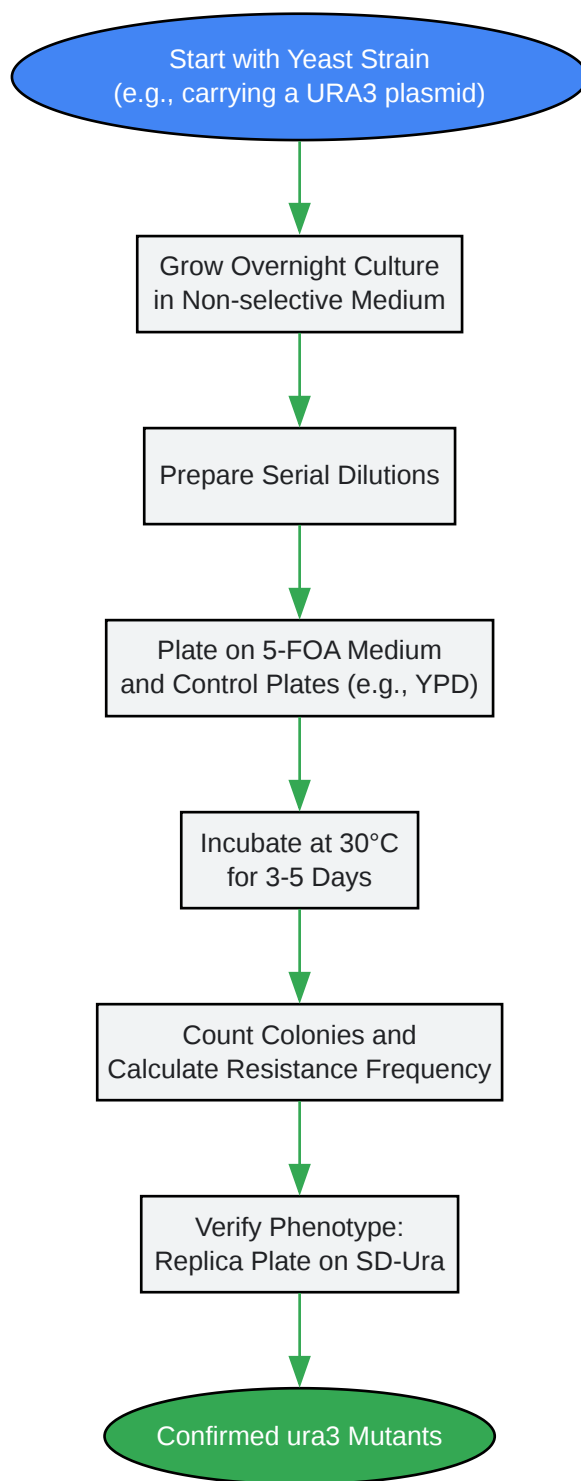 Start with Yeast Strain
(e.g., carrying a URA3 plasmid)
Grow Overnight Culture
in Non-selective Medium
Prepare Serial Dilutions
Plate on 5-FOA Medium
and Control Plates (e.g., YPD)
Incubate at 30°C
for 3-5 Days
Count Colonies and
Calculate Resistance Frequency
Verify Phenotype:
Replica Plate on SD-Ura
Confirmed ura3 Mutants